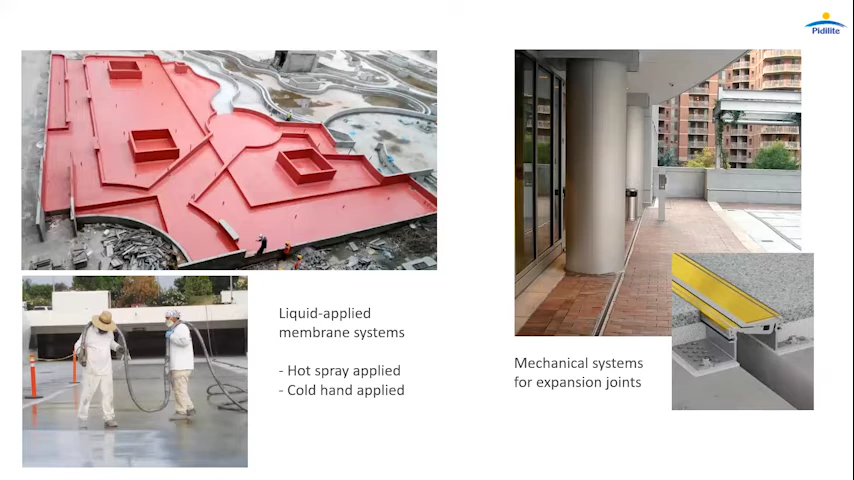 Pidilite
Liquid-applied
membrane systems
- Hot spray applied
- Cold hand applied
Mechanical systems
for expansion joints